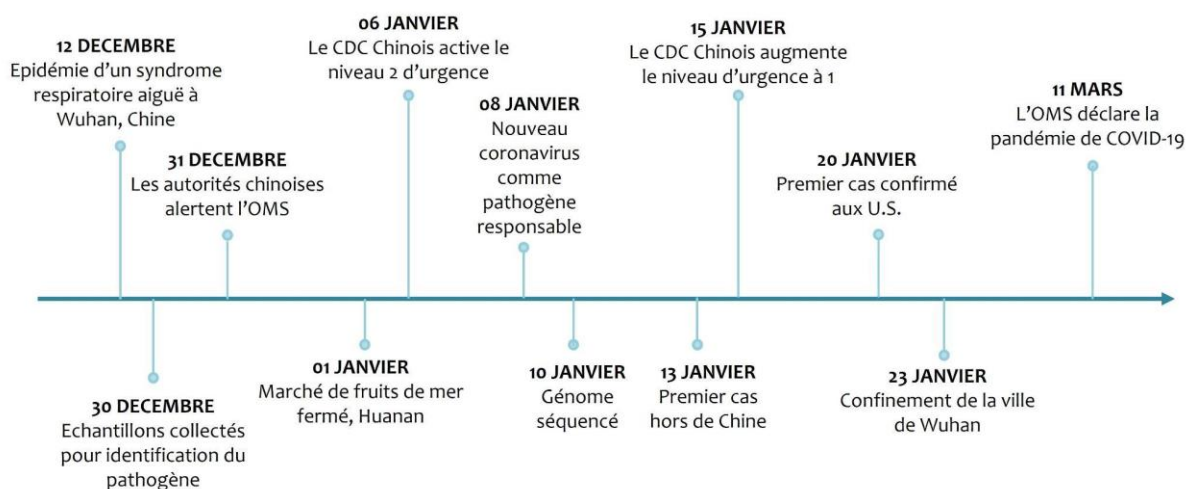 12 DECEMBRE
Epidémie d'un syndrome
respiratoire aiguë à
Wuhan, Chine
30 DECEMBRE
Echantillons collectés
pour identification du
pathogène
31 DECEMBRE
Les autorités chinoises
alertent l'OMS
01 JANVIER
Marché de fruits de mer
fermé, Huanan
06 JANVIER
Le CDC Chinois active le
niveau 2 d'urgence
08 JANVIER
Nouveau
coronavirus
comme
pathogène
responsable
10 JANVIER
Génome
séquencé
13 JANVIER
Premier cas
hors de Chine
15 JANVIER
Le CDC Chinois augmente
le niveau d'urgence à 1
20 JANVIER
Premier cas confirmé
aux U.S.
23 JANVIER
Confinement de la ville
de Wuhan
11 MARS
L'OMS déclare la
pandémie de COVID-19